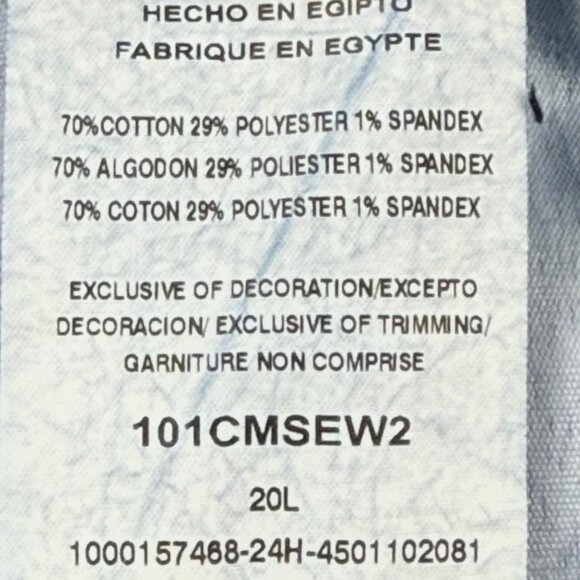 HECHO EN EGIPTO
FABRIQUE EN EGYPTE
70%COTTON 29% POLYESTER 1% SPANDEX
70% ALGODON 29% POLIESTER 1% SPANDEX
70% COTON 29% POLYESTER 1% SPANDEX
EXCLUSIVE OF DECORATION/EXCEPTO
DECORACION/ EXCLUSIVE OF TRIMMING/
GARNITURE NON COMPRISE
101CMSEW2
20L
1000157468-24H-4501102081